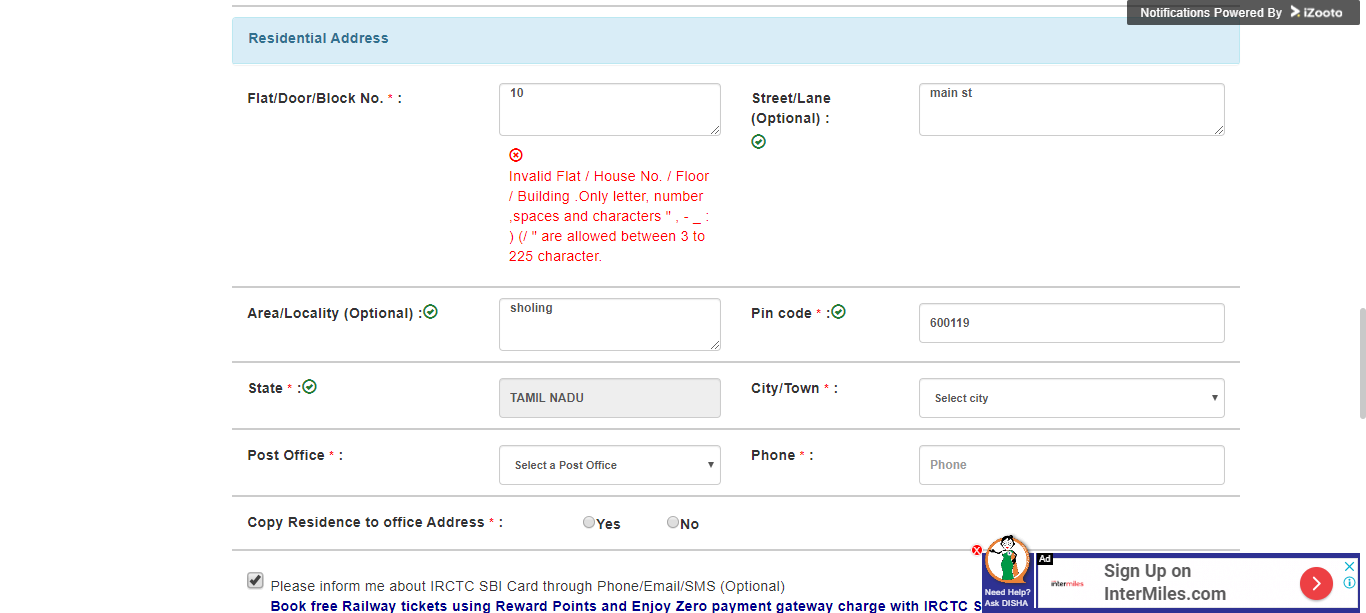 Notifications Powered By iZooto
Residential Address
Flat/Door/Block No. * :
10
Street/Lane
(Optional) :
main st
Invalid Flat / House No. / Floor
/ Building .Only letter, number
,spaces and characters " , - _ :
) (/ " are allowed between 3 to
225 character.
Area/Locality (Optional) :
sholing
Pin code * :
600119
State * :
TAMIL NADU
City/Town * :
Select city
Post Office * :
Select a Post Office
Phone * :
Phone
Copy Residence to office Address * :
Yes
No
Please inform me about IRCTC SBI Card through Phone/Email/SMS (Optional)
Book free Railway tickets using Reward Points and Enjoy Zero payment gateway charge with IRCTC S
Need Help?
Ask DISHA
Ad
intermiles
Sign Up on
InterMiles.com